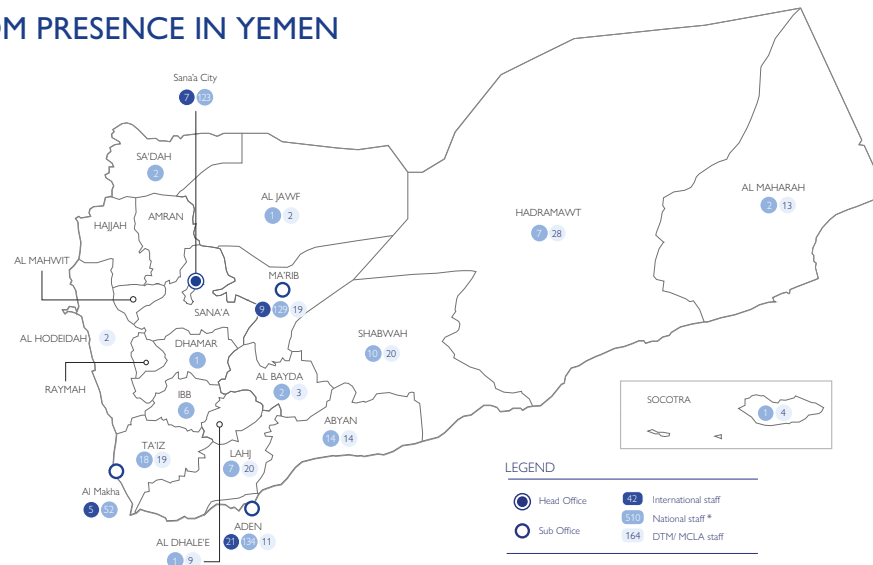 OM PRESENCE IN YEMEN
Sana'a City
7 123
SA'DAH
2
AL JAWF
1 2
HADRAMAWT
7 28
AL MAHARAH
2 13
HAJJAH
AMRAN
AL MAHWIT
MA'RIB
9 129 19
SANA'A
AL HODEIDAH 2
DHAMAR
1
SHABWAH
10 20
RAYMAH
AL BAYDA
2 3
IBB
6
ABYAN
14 14
SOCOTRA
1 4
TA'IZ
18 19
LAHJ
7 20
Al Makha
5 52
ADEN
21 134 11
AL DHALE'E
1 9
LEGEND
Head Office
Sub Office
42 International staff
510 National staff *
164 DTM/ MCLA staff